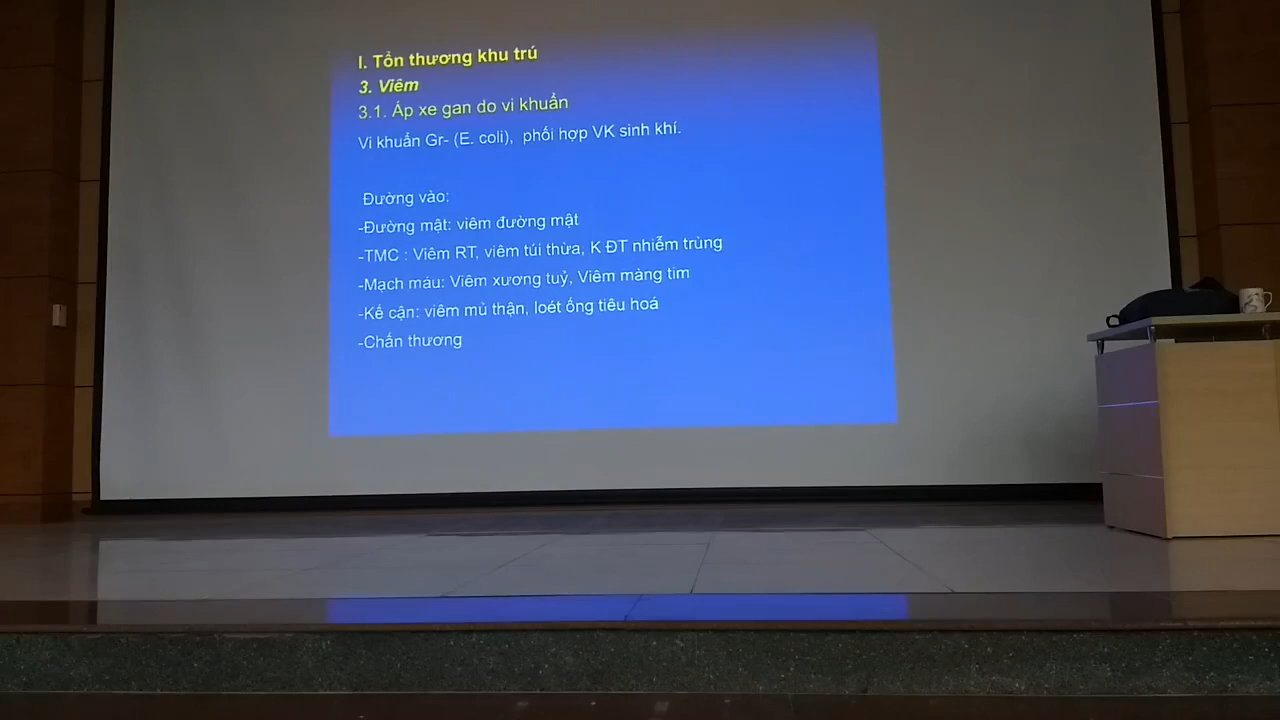 I. Tổn thương khu trú
3. Viêm
3.1. Áp xe gan do vi khuẩn
Vi khuẩn Gr- (E. coli), phối hợp VK sinh khí.
Đường vào:
-Đường mật: viêm đường mật
-TMC : Viêm RT, viêm túi thừa, K ĐT nhiễm trùng
-Mạch máu: Viêm xương tuỷ, Viêm màng tim
-Kế cận: viêm mủ thận, loét ống tiêu hoá
-Chấn thương